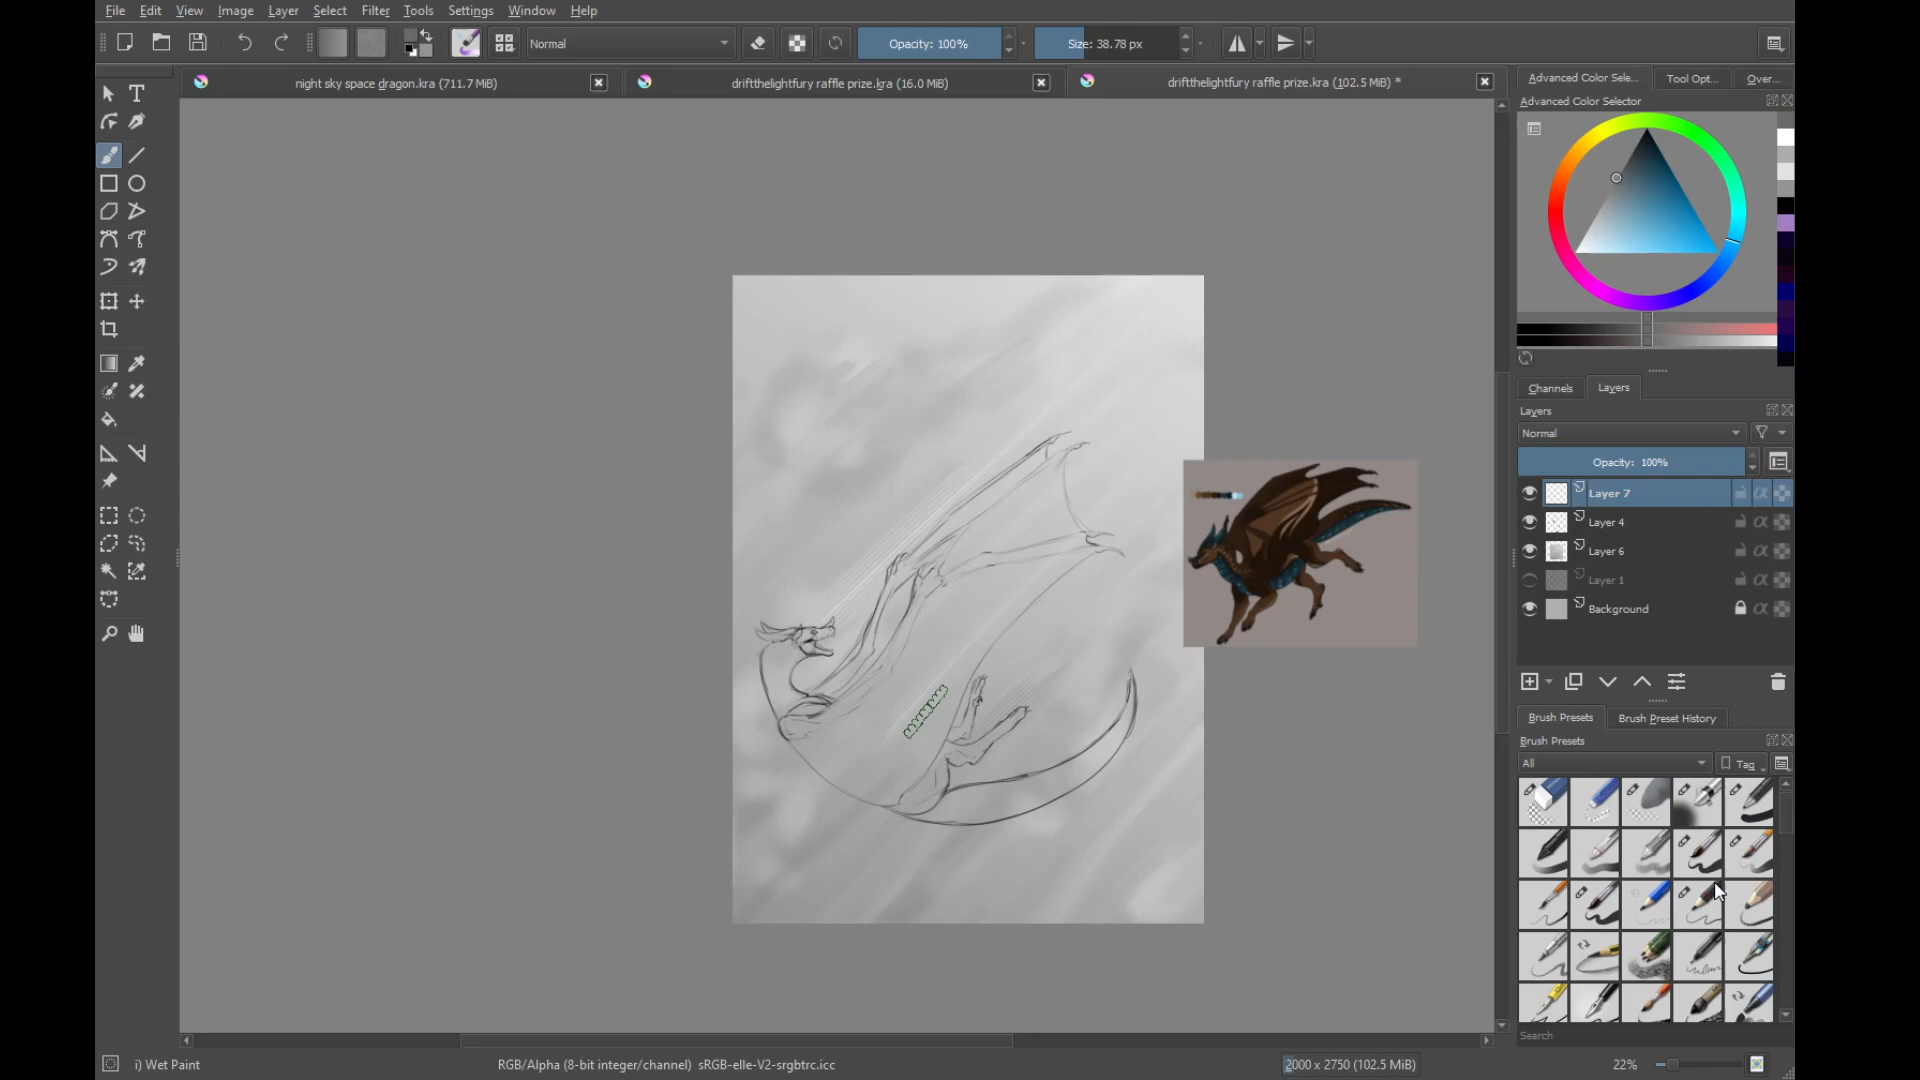 File Edit View Image Layer Select Filter Tools Settings Window Help
Normal Opacity: 100% Size: 38.78 px
night sky space dragon.kra (711.7 MiB) driftthelightfury raffle prize.kra (16.0 MiB) driftthelightfury raffle prize.kra (102.5 MiB) *
Advanced Color Sele... Tool Opt... Over...
Advanced Color Selector
Channels Layers
Layers
Normal
Opacity: 100%
Layer 7
Layer 4
Layer 6
Layer 1
Background
Brush Presets Brush Preset History
Brush Presets
All Tag
Search
i) Wet Paint RGB/Alpha (8-bit integer/channel) sRGB-elle-V2-srgbtrc.icc 2000 x 2750 (102.5 MiB) 22%